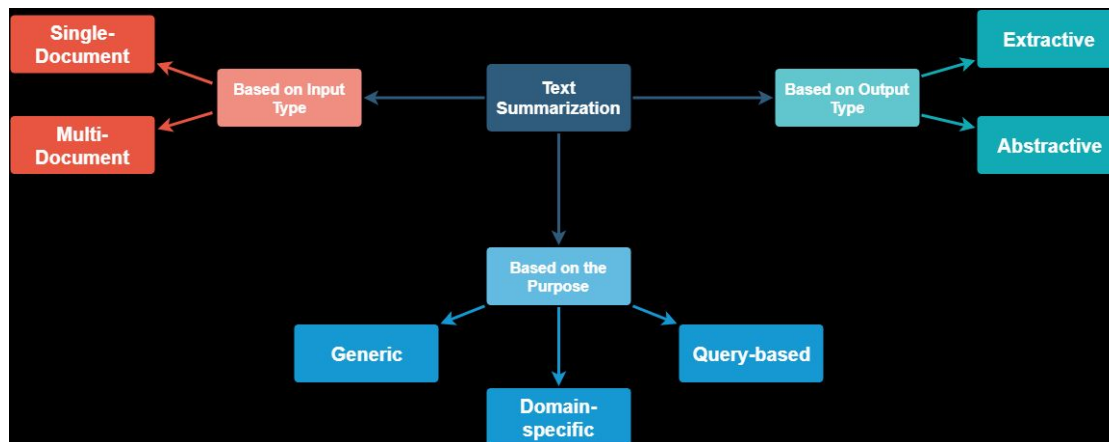 Single-
Document
Multi-
Document
Based on Input
Type
Text
Summarization
Based on Output
Type
Extractive
Abstractive
Based on the
Purpose
Generic
Query-based
Domain-
specific